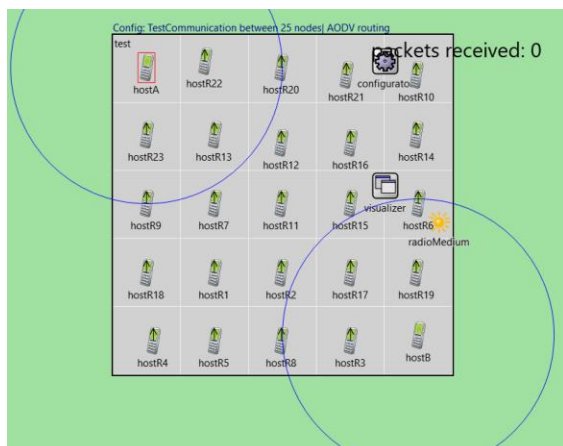 Config: TestCommunication between 25 nodes| AODV routing
test
packets received: 0
hostA
hostR22
hostR20
hostR21
configurator
hostR10
hostR23
hostR13
hostR12
hostR16
hostR14
visualizer
hostR9
hostR7
hostR11
hostR15
hostR6
radioMedium
hostR18
hostR1
hostR2
hostR17
hostR19
hostR4
hostR5
hostR8
hostR3
hostB